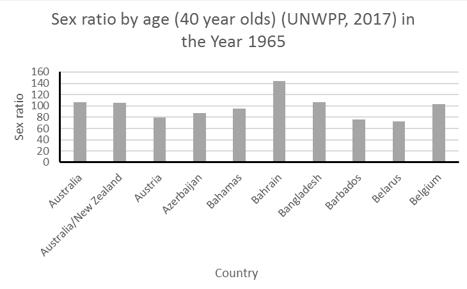 Sex ratio by age (40 year olds) (UNWPP, 2017) in
the Year 1965
160
140
120
100
80
60
40
20
0
Sex ratio
Australia
Australia/New Zealand
Austria
Azerbaijan
Bahamas
Bahrain
Bangladesh
Barbados
Belarus
Belgium
Country